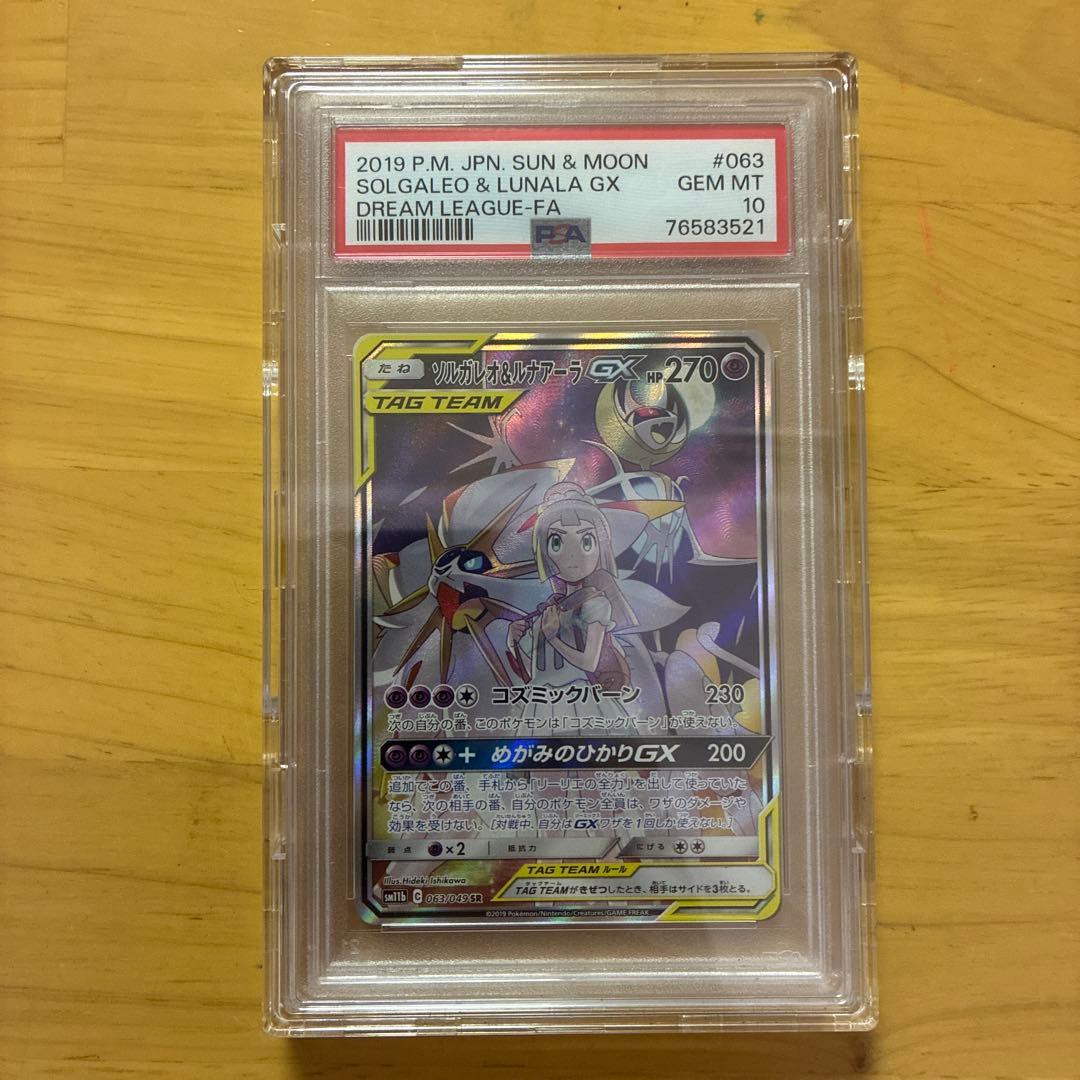 2019 P.M. JPN. SUN & MOON #063
SOLGALEO & LUNALA GX GEM MT
DREAM LEAGUE-FA 10
PSA 76583521
たね ソルガレオ&ルナアーラGX HP270
TAG TEAM
コズミックバーン 230
次の自分の番、このポケモンは「コズミックバーン」が使えない。
+ めがみのひかりGX 200
追加でこの番、手札から「リーリエの全力」を出して使っていた
なら、次の相手の番、自分のポケモン全員は、ワザのダメージや
効果を受けない。[対戦中、自分はGXワザを1回しか使えない。]
弱点 ×2 抵抗力 にげる
Illus.Hideki Ishikawa
TAG TEAM ルール
TAG TEAMがきぜつしたとき、相手はサイドを3枚とる。
sm11b C 063/049 SR
©2019 Pokémon/Nintendo/Creatures/GAME FREAK.